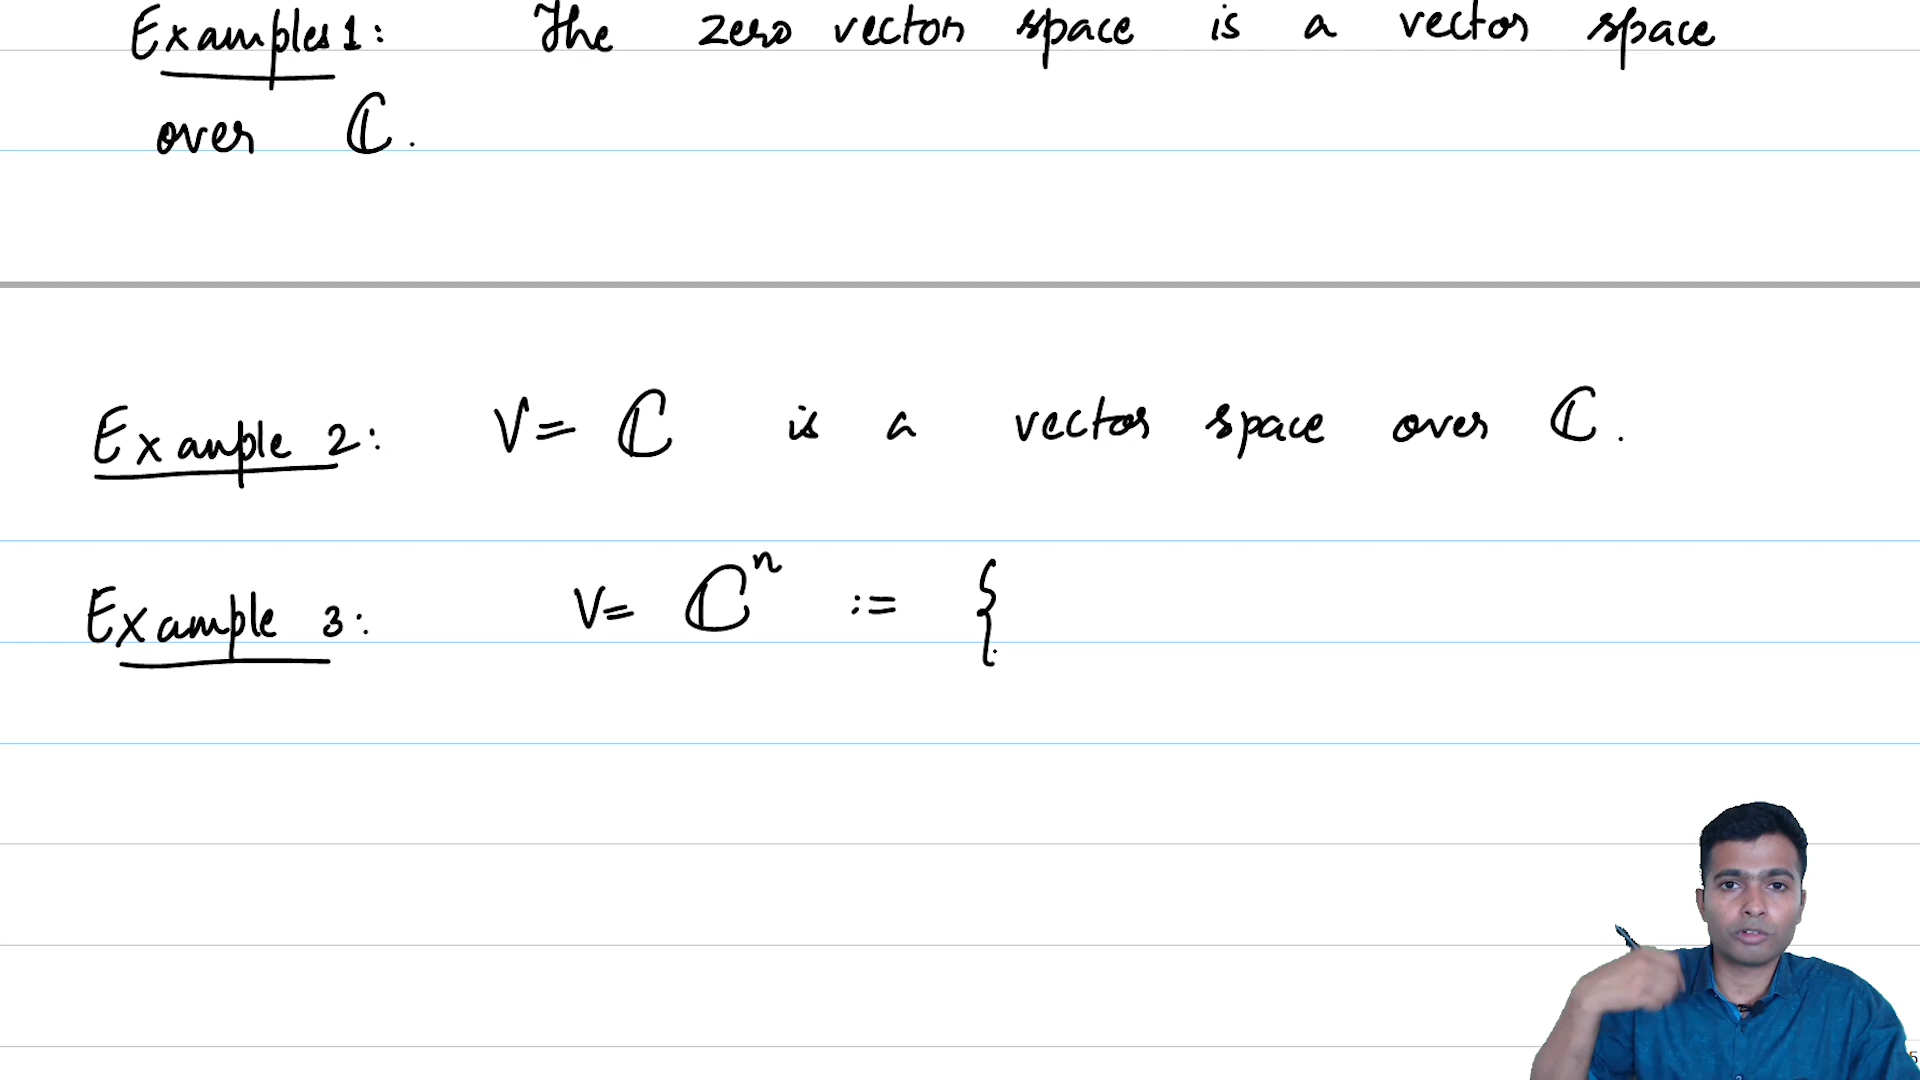 Examples 1: The zero vector space is a vector space
over ℂ.
Example 2: V = ℂ is a vector space over ℂ.
Example 3: V = ℂⁿ := {
5